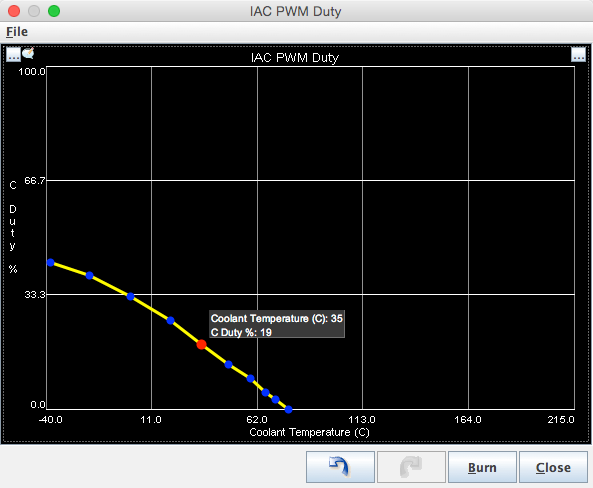 IAC PWM Duty
File
...
...
IAC PWM Duty
100.0
66.7
C Duty %
33.3
Coolant Temperature (C): 35
C Duty %: 19
0.0
-40.0 11.0 62.0 113.0 164.0 215.0
Coolant Temperature (C)
Burn Close